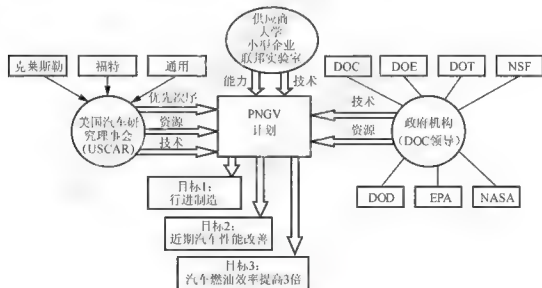 供应商
大学
小型企业
联邦实验室
克莱斯勒
福特
通用
能力
技术
DOC
DOE
DOT
NSF
美国汽车研
究理事会
(USCAR)
优先次序
资源
技术
PNGV
计划
技术
资源
政府机构
(DOC领导)
目标1:
行进制造
目标2:
近期汽车性能改善
目标3:
汽车燃油效率提高3倍
DOD
EPA
NASA